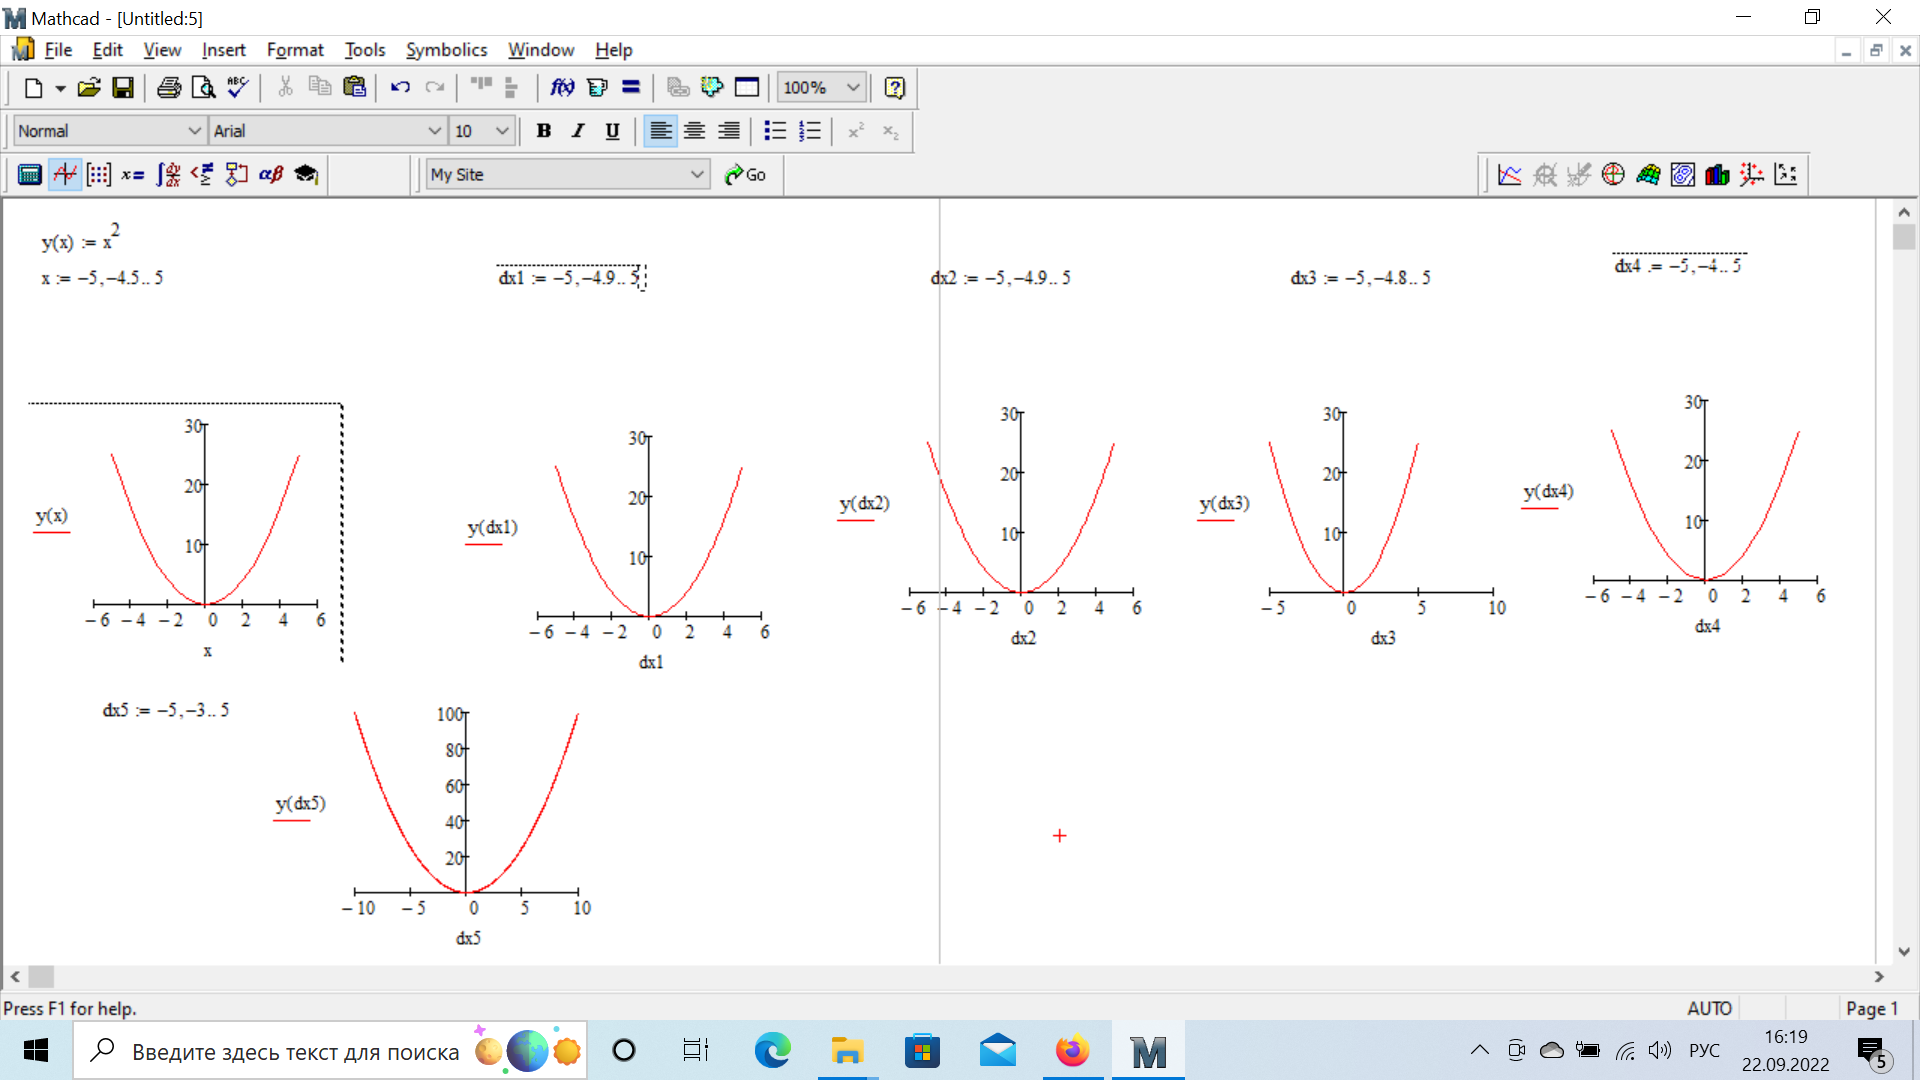 Mathcad - [Untitled:5]
File Edit View Insert Format Tools Symbolics Window Help
100%
Normal Arial 10 B I U
My Site Go
y(x) := x²
x := −5, −4.5 .. 5
dx1 := −5, −4.9 .. 5
dx2 := −5, −4.9 .. 5
dx3 := −5, −4.8 .. 5
dx4 := −5, −4 .. 5
30
20
10
y(x)
−6 −4 −2 0 2 4 6
x
30
20
10
y(dx1)
−6 −4 −2 0 2 4 6
dx1
30
20
10
y(dx2)
−6 −4 −2 0 2 4 6
dx2
30
20
10
y(dx3)
−5 0 5 10
dx3
30
20
10
y(dx4)
−6 −4 −2 0 2 4 6
dx4
dx5 := −5, −3 .. 5
100
80
60
40
20
y(dx5)
−10 −5 0 5 10
dx5
Press F1 for help.
AUTO
Page 1
Введите здесь текст для поиска
РУС
16:19
22.09.2022
5